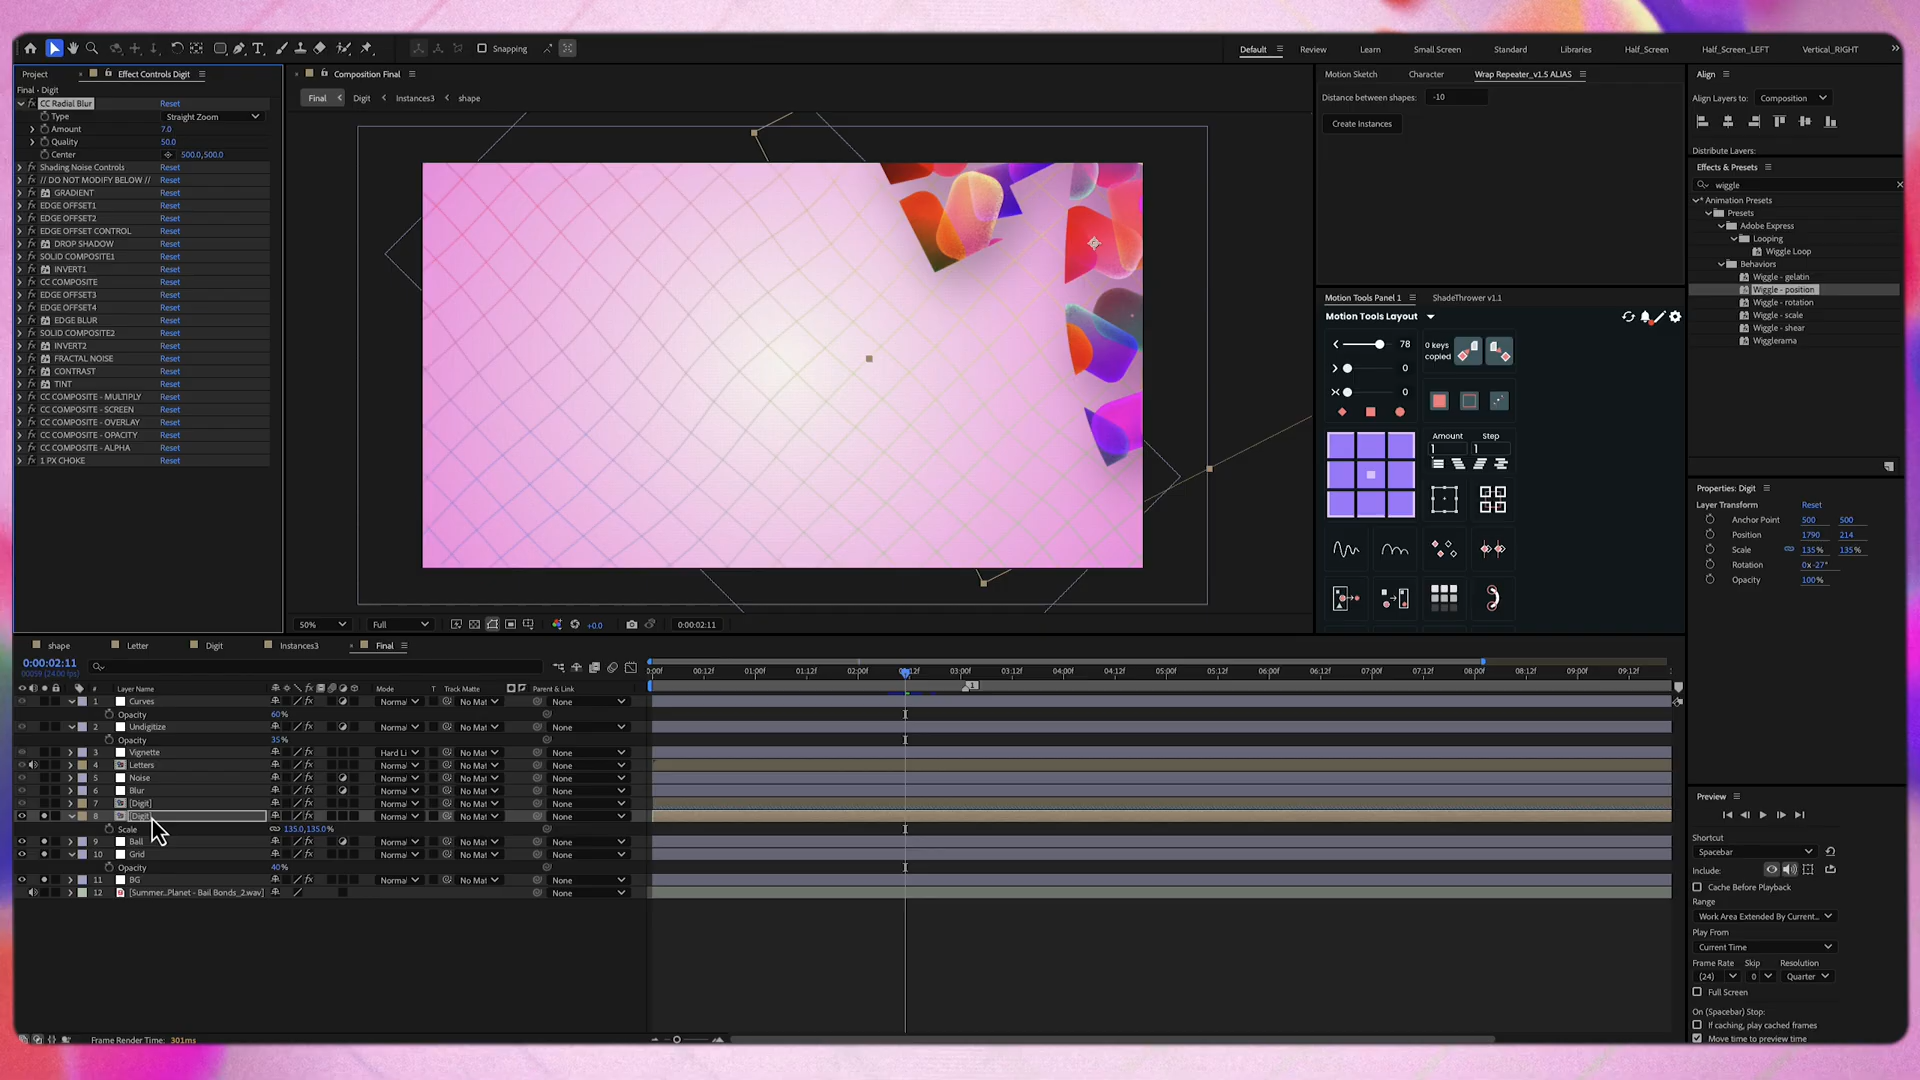 Snapping
Default
Review
Learn
Small Screen
Standard
Libraries
Half_Screen
Half_Screen_LEFT
Vertical_RIGHT
Project
Effect Controls Digit
Final · Digit
CC Radial Blur Reset
Type Straight Zoom
Amount 7.0
Quality 50.0
Center 500.0,500.0
Shading Noise Controls Reset
// DO NOT MODIFY BELOW // Reset
GRADIENT Reset
EDGE OFFSET1 Reset
EDGE OFFSET2 Reset
EDGE OFFSET CONTROL Reset
DROP SHADOW Reset
SOLID COMPOSITE1 Reset
INVERT1 Reset
CC COMPOSITE Reset
EDGE OFFSET3 Reset
EDGE OFFSET4 Reset
EDGE BLUR Reset
SOLID COMPOSITE2 Reset
INVERT2 Reset
FRACTAL NOISE Reset
CONTRAST Reset
TINT Reset
CC COMPOSITE - MULTIPLY Reset
CC COMPOSITE - SCREEN Reset
CC COMPOSITE - OVERLAY Reset
CC COMPOSITE - OPACITY Reset
CC COMPOSITE - ALPHA Reset
1 PX CHOKE Reset
Composition Final
Final Digit Instances3 shape
50% Full +0.0 0:00:02:11
Motion Sketch Character Wrap Repeater_v1.5 ALIAS
Distance between shapes: -10
Create Instances
Motion Tools Panel 1 ShadeThrower v1.1
Motion Tools Layout
78 0 keys copied
0
0
Amount Step
1 1
Align
Align Layers to: Composition
Distribute Layers:
Effects & Presets
wiggle
* Animation Presets
Presets
Adobe Express
Looping
Wiggle Loop
Behaviors
Wiggle - gelatin
Wiggle - position
Wiggle - rotation
Wiggle - scale
Wiggle - shear
Wigglerama
Properties: Digit
Layer Transform Reset
Anchor Point 500 500
Position 1790 214
Scale 135% 135%
Rotation 0x-27°
Opacity 100%
Preview
Shortcut
Spacebar
Include:
Cache Before Playback
Range
Work Area Extended By Current...
Play From
Current Time
Frame Rate Skip Resolution
(24) 0 Quarter
Full Screen
On (Spacebar) Stop:
If caching, play cached frames
Move time to preview time
shape Letter Digit Instances3 Final
0:00:02:11
00059 (24.00 fps)
# Layer Name Mode T Track Matte Parent & Link
:00f 00:12f 01:00f 01:12f 02:00f 03:00f 03:12f 04:00f 04:12f 05:00f 05:12f 06:00f 06:12f 07:00f 07:12f 08:00f 08:12f 09:00f 09:12f
1
1 Curves Normal No Mat None
Opacity 60%
2 Undigitize Normal No Mat None
Opacity 35%
3 Vignette Hard Li No Mat None
4 Letters Normal No Mat None
5 Noise Normal No Mat None
6 Blur Normal No Mat None
7 [Digit] Normal No Mat None
8 [Digit] Normal No Mat None
Scale 135.0,135.0%
9 Ball Normal No Mat None
10 Grid Normal No Mat None
Opacity 40%
11 BG Normal No Mat None
12 [Summer...Planet - Bail Bonds_2.wav] None
Frame Render Time: 301ms